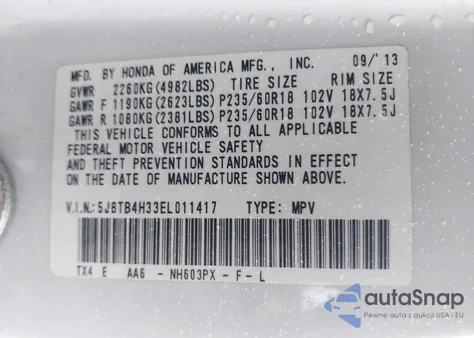 MFD. BY HONDA OF AMERICA MFG., INC. 09/'13
GVWR 2260KG(4982LBS) TIRE SIZE RIM SIZE
GAWR F 1190KG(2623LBS) P235/60R18 102V 18X7.5J
GAWR R 1080KG(2381LBS) P235/60R18 102V 18X7.5J
THIS VEHICLE CONFORMS TO ALL APPLICABLE
FEDERAL MOTOR VEHICLE SAFETY
AND THEFT PREVENTION STANDARDS IN EFFECT
ON THE DATE OF MANUFACTURE SHOWN ABOVE.
V.I.N.: 5J8TB4H33EL011417 TYPE: MPV
TX4 E AA6 - NH603PX - F - L
autoSnap
Pewne auto z aukcji USA i EU